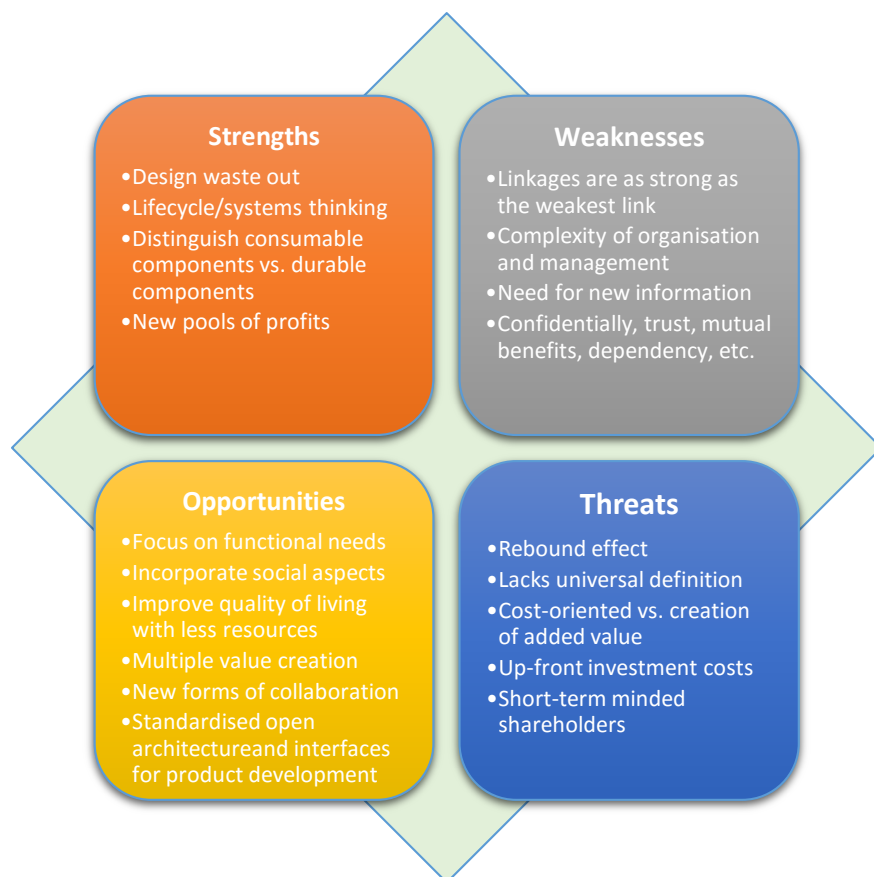 Strengths
•Design waste out
•Lifecycle/systems thinking
•Distinguish consumable
components vs. durable
components
•New pools of profits
Weaknesses
•Linkages are as strong as
the weakest link
•Complexity of organisation
and management
•Need for new information
•Confidentially, trust, mutual
benefits, dependency, etc.
Opportunities
•Focus on functional needs
•Incorporate social aspects
•Improve quality of living
with less resources
•Multiple value creation
•New forms of collaboration
•Standardised open
architectureand interfaces
for product development
Threats
•Rebound effect
•Lacks universal definition
•Cost-oriented vs. creation
of added value
•Up-front investment costs
•Short-term minded
shareholders